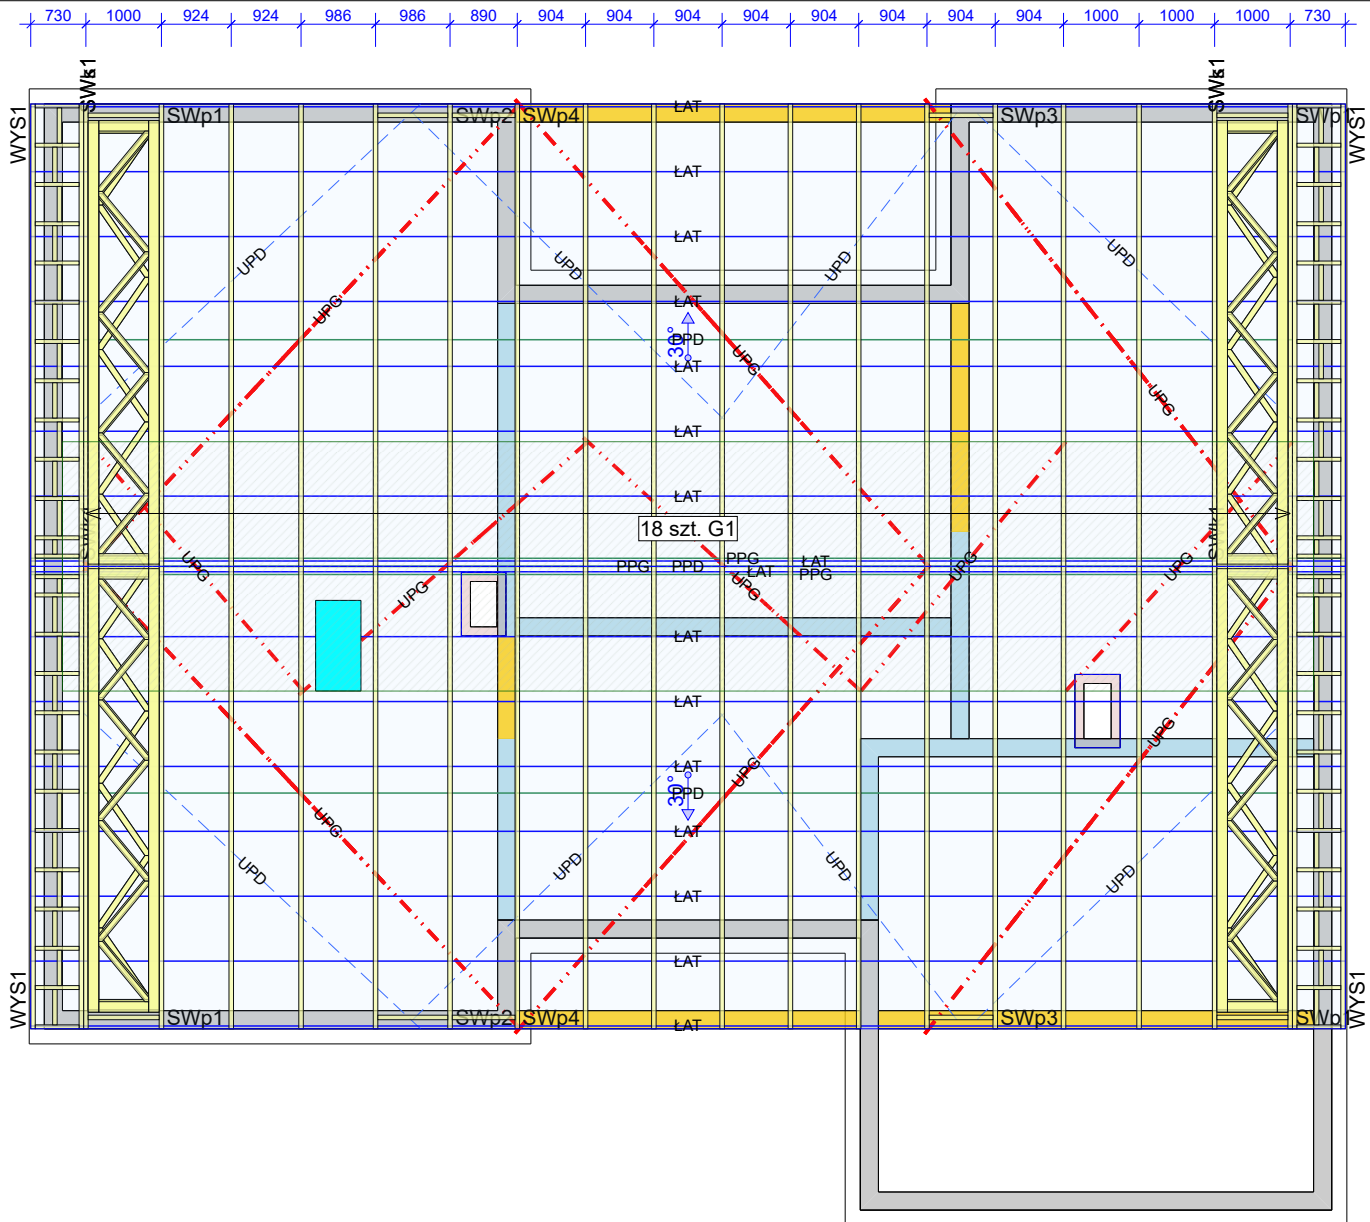 730 1000 924 924 986 986 890 904 904 904 904 904 904 904 904 1000 1000 1000 730
WYS1 SWp1 SWp2 SWp4 ŁAT SWp3 WYS1
ŁAT
UPD UPD ŁAT UPD UPD
UPG ŁAT
30° PPD
ŁAT UPG
UPG
ŁAT
ŁAT
18 szt. G1
UPG PPG PPD PPG ŁAT UPG UPG
ŁAT PPG
UPG UPG
ŁAT
ŁAT
UPG
ŁAT UPG
30° PPD
UPG ŁAT
UPD UPD UPD UPD
ŁAT
ŁAT
WYS1 SWp1 SWp2 SWp4 ŁAT SWp3 WYS1